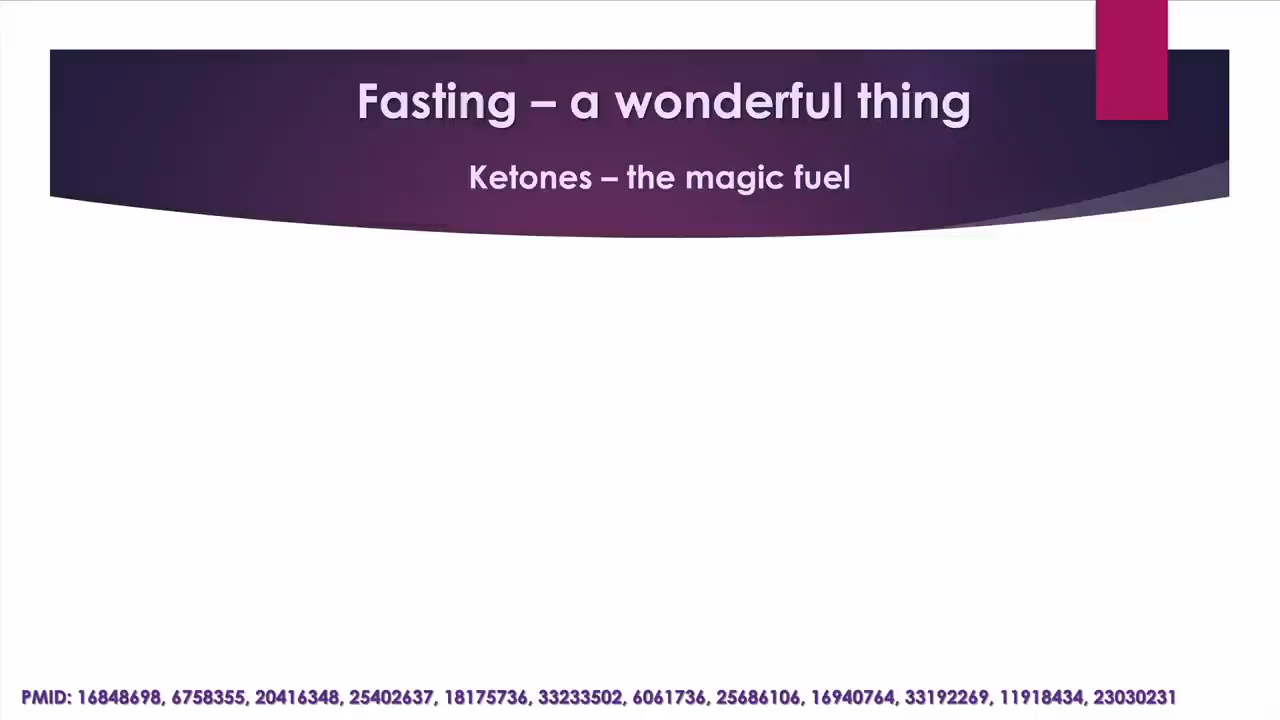 Fasting – a wonderful thing
Ketones – the magic fuel
PMID: 16848698, 6758355, 20416348, 25402637, 18175736, 33233502, 6061736, 25686106, 16940764, 33192269, 11918434, 23030231